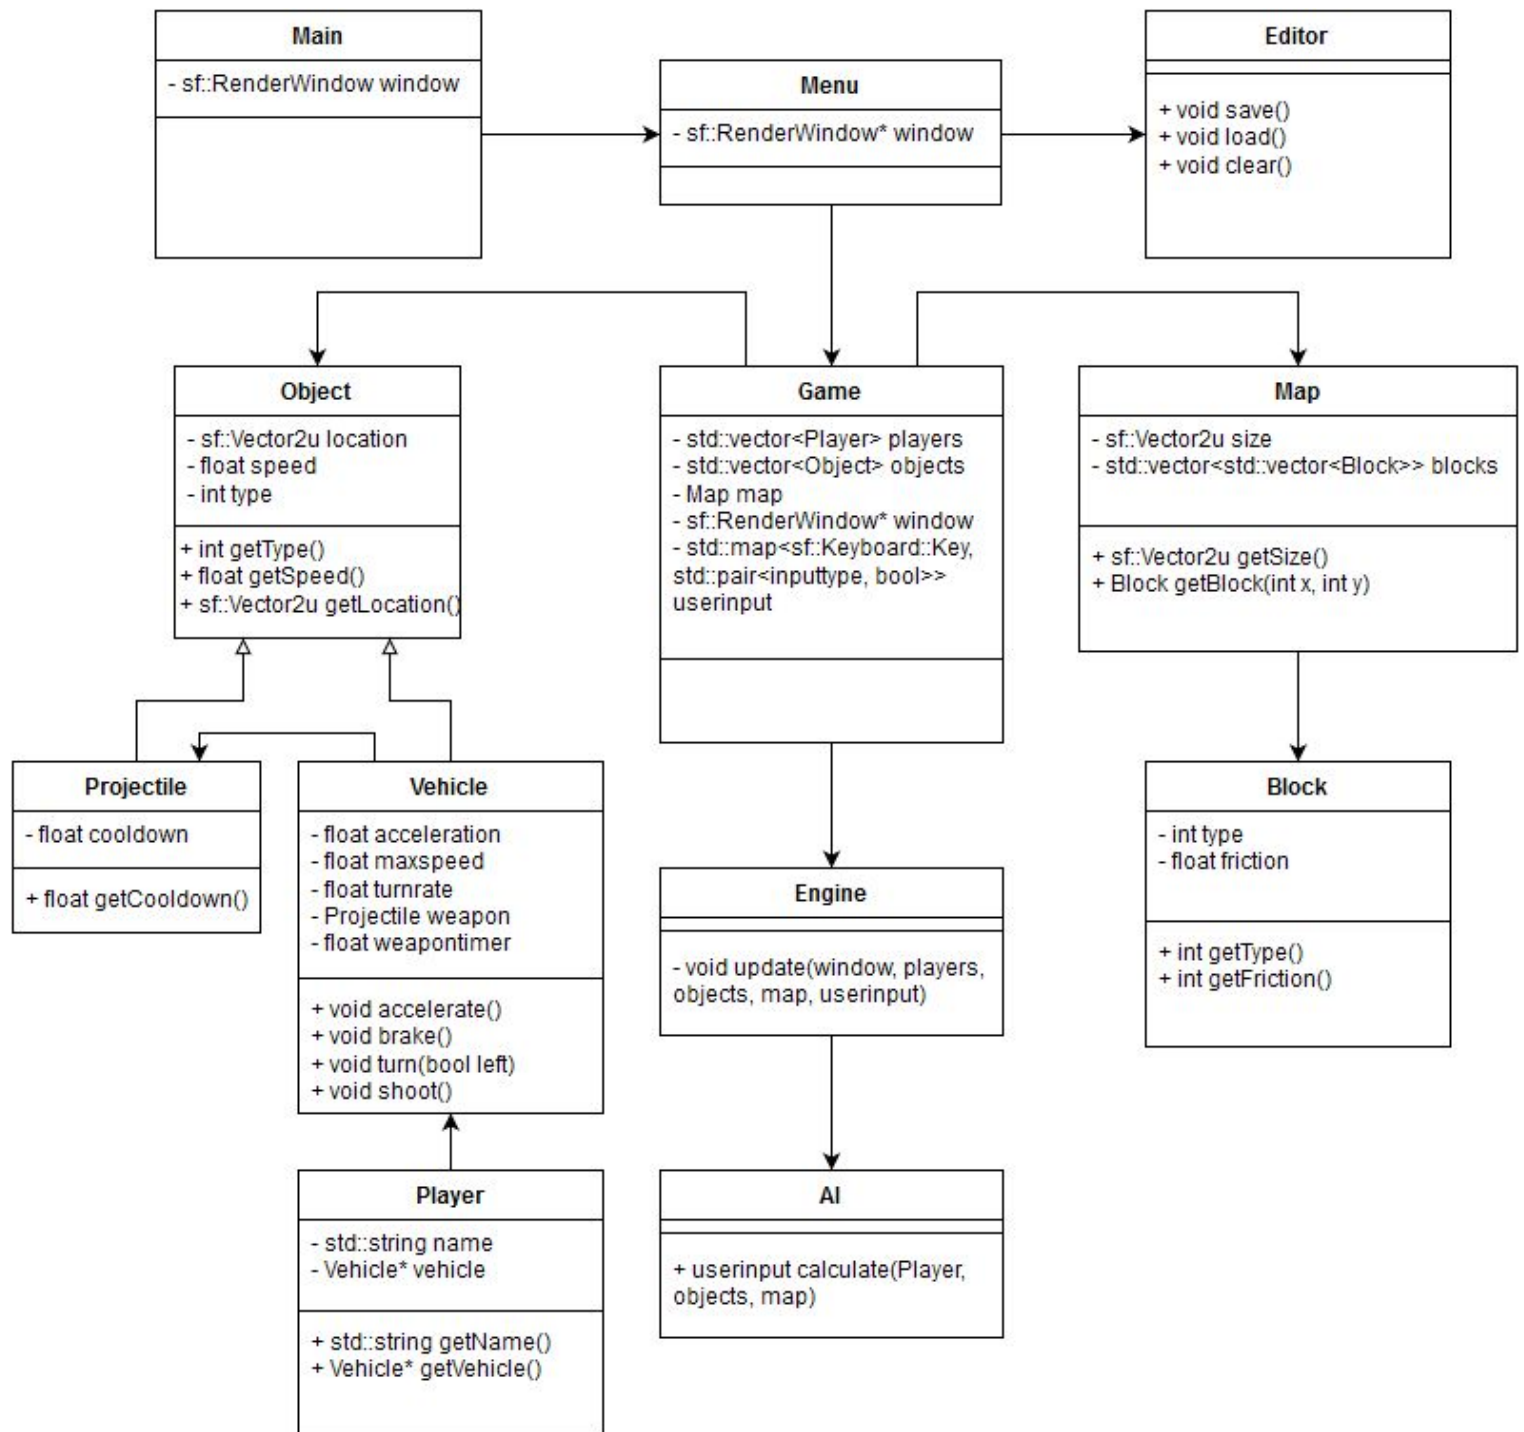 Main
- sf::RenderWindow window
Menu
- sf::RenderWindow* window
Editor
+ void save()
+ void load()
+ void clear()
Object
- sf::Vector2u location
- float speed
- int type
+ int getType()
+ float getSpeed()
+ sf::Vector2u getLocation()
Game
- std::vector<Player> players
- std::vector<Object> objects
- Map map
- sf::RenderWindow* window
- std::map<sf::Keyboard::Key,
std::pair<inputtype, bool>>
userinput
Map
- sf::Vector2u size
- std::vector<std::vector<Block>> blocks
+ sf::Vector2u getSize()
+ Block getBlock(int x, int y)
Projectile
- float cooldown
+ float getCooldown()
Vehicle
- float acceleration
- float maxspeed
- float turnrate
- Projectile weapon
- float weapontimer
+ void accelerate()
+ void brake()
+ void turn(bool left)
+ void shoot()
Engine
- void update(window, players,
objects, map, userinput)
Block
- int type
- float friction
+ int getType()
+ int getFriction()
Player
- std::string name
- Vehicle* vehicle
+ std::string getName()
+ Vehicle* getVehicle()
AI
+ userinput calculate(Player,
objects, map)